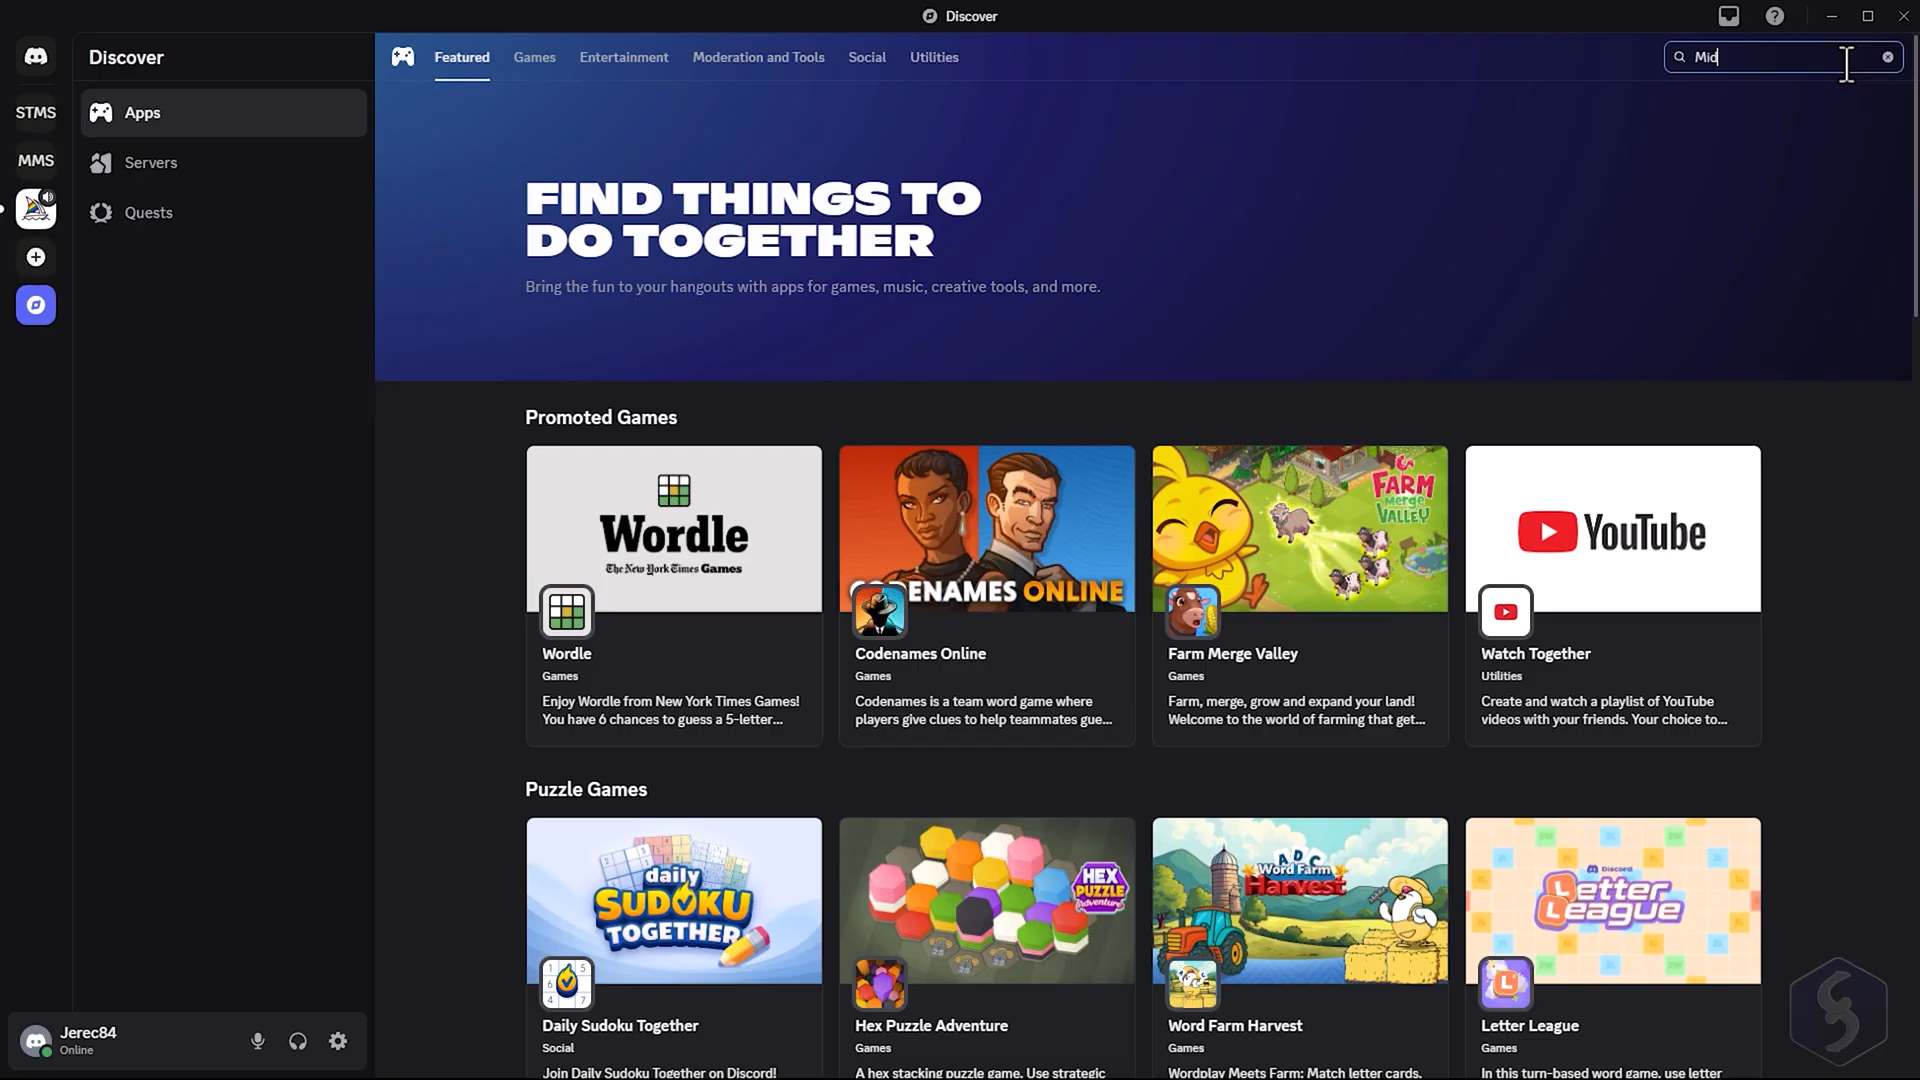 Discover
STMS
MMS
Discover
Apps
Servers
Quests
Featured
Games
Entertainment
Moderation and Tools
Social
Utilities
Mid
FIND THINGS TO
DO TOGETHER
Bring the fun to your hangouts with apps for games, music, creative tools, and more.
Promoted Games
Wordle
The New York Times Games
Wordle
Games
Enjoy Wordle from New York Times Games!
You have 6 chances to guess a 5-letter...
ENAMES ONLINE
Codenames Online
Games
Codenames is a team word game where
players give clues to help teammates gue...
FARM
Merge
VALLEY
Farm Merge Valley
Games
Farm, merge, grow and expand your land!
Welcome to the world of farming that get...
YouTube
Watch Together
Utilities
Create and watch a playlist of YouTube
videos with your friends. Your choice to...
Puzzle Games
daily
SUDOKU
TOGETHER
1 5
6
4 7
Daily Sudoku Together
Social
Join Daily Sudoku Together on Discord!
HEX
PUZZLE
Adventure
Hex Puzzle Adventure
Games
A hex stacking puzzle game. Use strategic
ADC
Word Farm
Harvest
Word Farm Harvest
Games
Wordplay Meets Farm: Match letter cards,
Discord
Letter
League
L
Letter League
Games
In this turn-based word game, use letter
Jerec84
Online